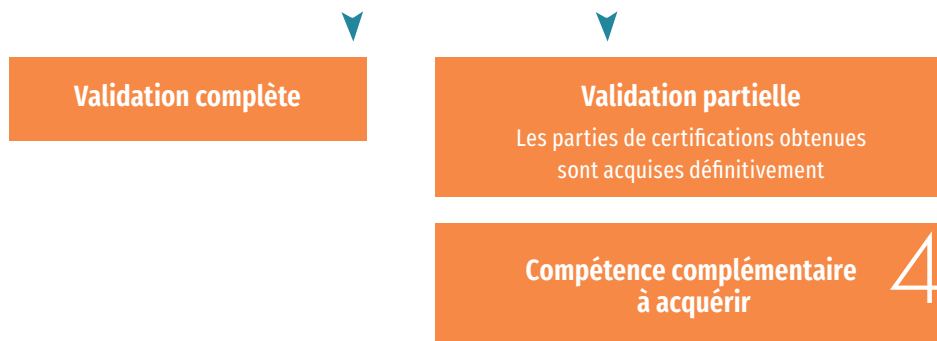 Validation complète
Validation partielle
Les parties de certifications obtenues
sont acquises définitivement
Compétence complémentaire
à acquérir
4